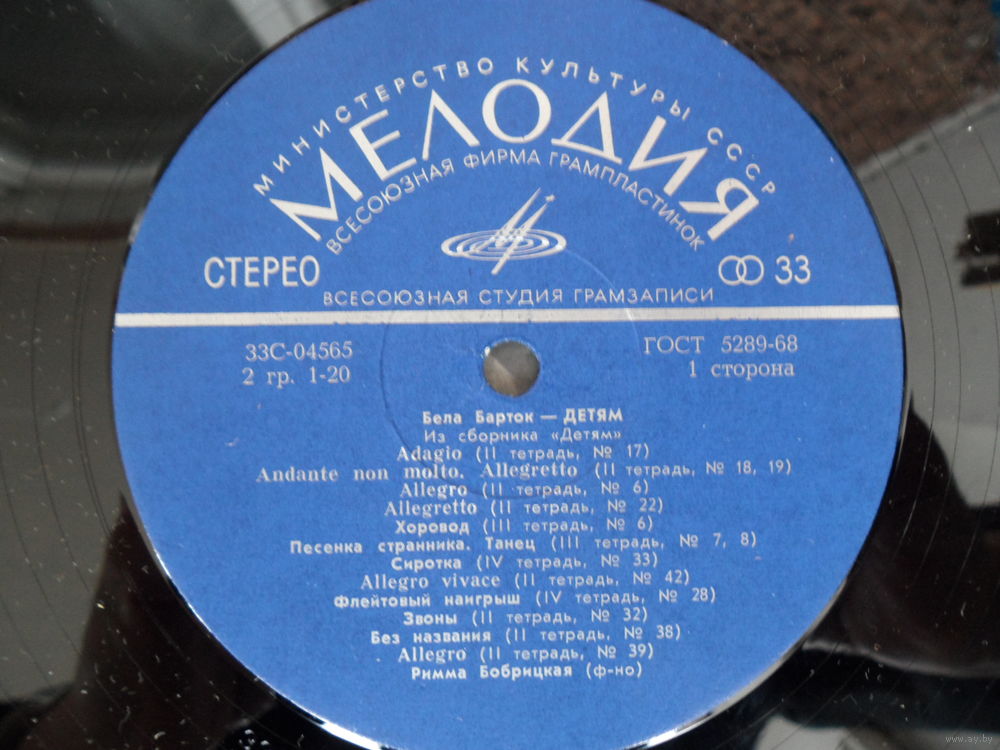 МИНИСТЕРСТВО КУЛЬТУРЫ СССР
МЕЛОДИЯ
ВСЕСОЮЗНАЯ ФИРМА ГРАМПЛАСТИНОК
СТЕРЕО
33
ВСЕСОЮЗНАЯ СТУДИЯ ГРАМЗАПИСИ
33С-04565
ГОСТ 5289-68
2 гр. 1-20
1 сторона
Бела Барток — ДЕТЯМ
Из сборника «Детям»
Adagio (II тетрадь, № 17)
Andante non molto. Allegretto (II тетрадь, № 18, 19)
Allegro (II тетрадь, № 6)
Allegretto (II тетрадь, № 22)
Хоровод (III тетрадь, № 6)
Песенка странника. Танец (III тетрадь, № 7, 8)
Сиротка (IV тетрадь, № 33)
Allegro vivace (II тетрадь, № 42)
Флейтовый наигрыш (IV тетрадь, № 28)
Звоны (II тетрадь, № 32)
Без названия (II тетрадь, № 38)
Allegro (II тетрадь, № 39)
Римма Бобрицкая (ф-но)
www.ay.by